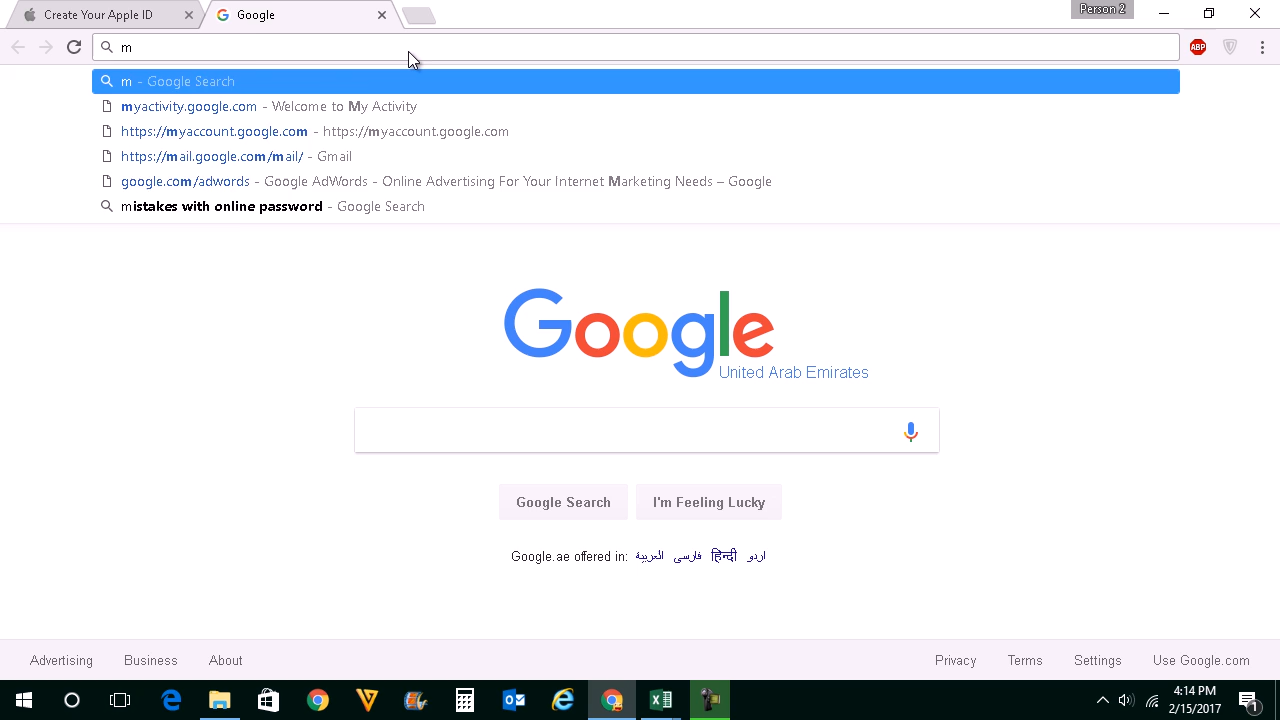 Create Your Apple ID
Google
Person 2
m
ABP
m - Google Search
myactivity.google.com - Welcome to My Activity
https://myaccount.google.com - https://myaccount.google.com
https://mail.google.com/mail/ - Gmail
google.com/adwords - Google AdWords - Online Advertising For Your Internet Marketing Needs – Google
mistakes with online password - Google Search
Google
United Arab Emirates
Google Search
I'm Feeling Lucky
Google.ae offered in: العربية فارسی हिन्दी اردو
Advertising Business About Privacy Terms Settings Use Google.com
4:14 PM
2/15/2017
1